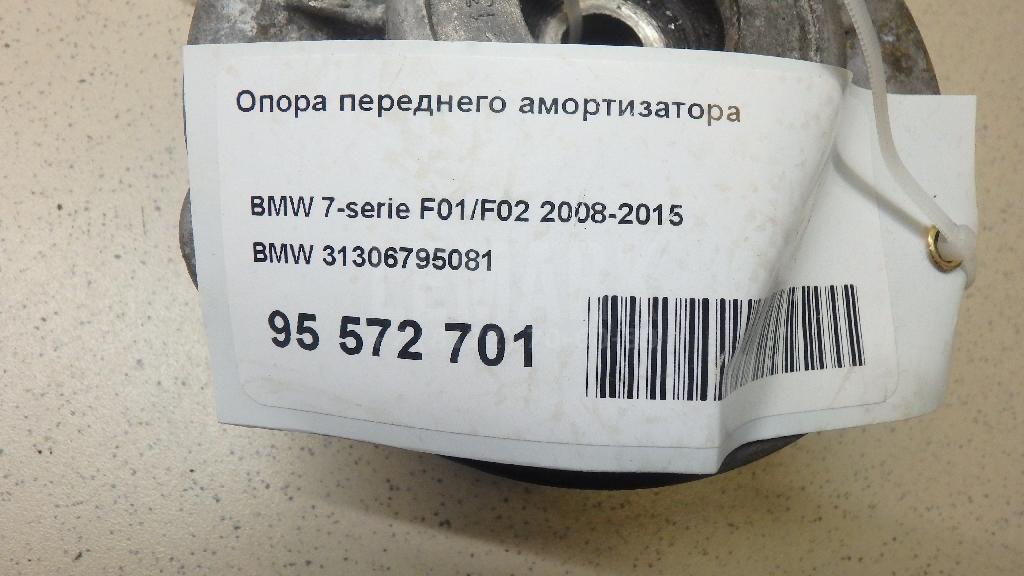 Опора переднего амортизатора
BMW 7-serie F01/F02 2008-2015
BMW 31306795081
95 572 701